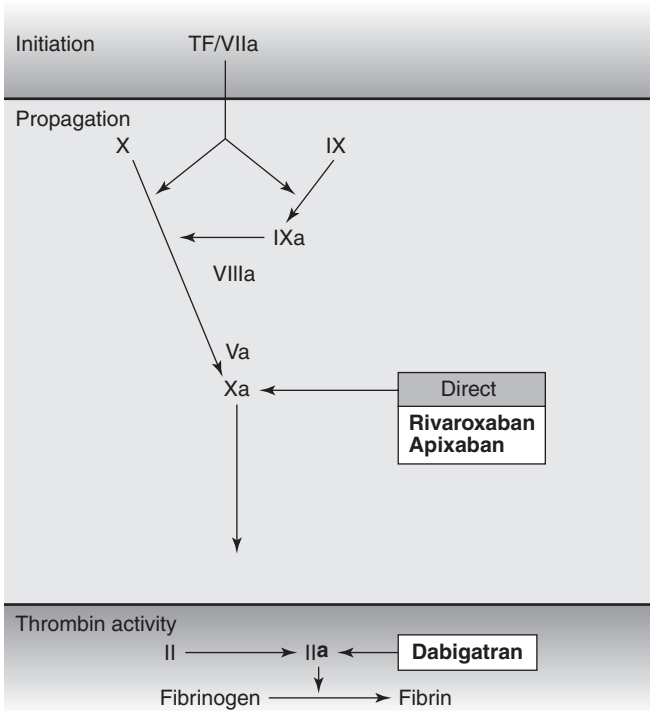 Initiation TF/VIIa
Propagation
X IX
IXa
VIIIa
Va
Xa Direct
Rivaroxaban
Apixaban
Thrombin activity
II IIa Dabigatran
Fibrinogen Fibrin